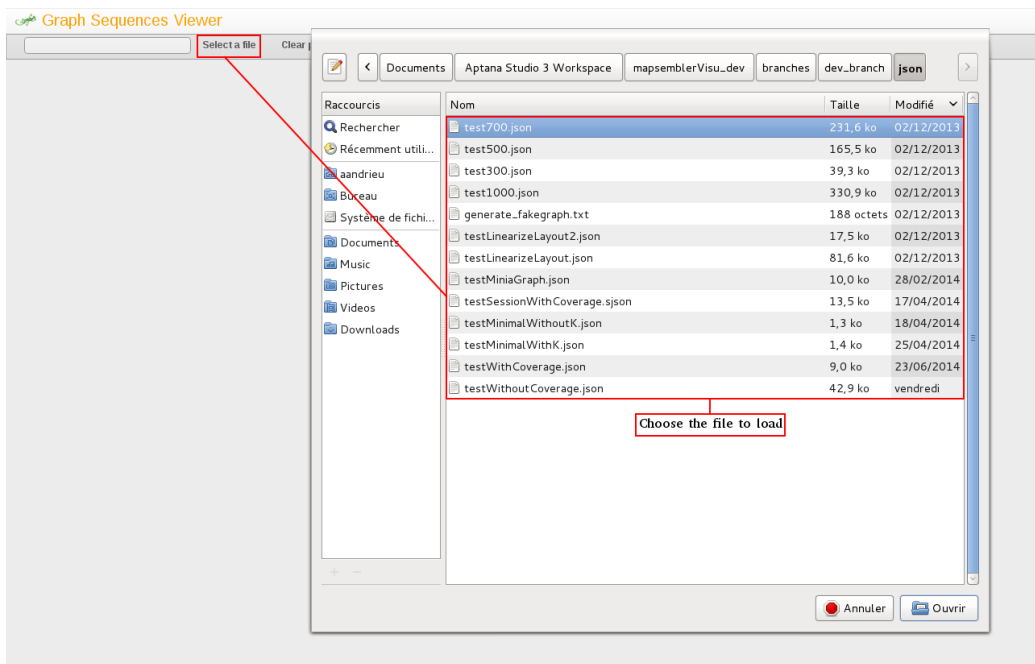 Graph Sequences Viewer
Select a file
Clear
< Documents Aptana Studio 3 Workspace mapsemblerVisu_dev branches dev_branch json >
Raccourcis
Rechercher
Récemment utili...
aandrieu
Bureau
Système de fichi...
Documents
Music
Pictures
Videos
Downloads
Nom Taille Modifié
test700.json 231,6 ko 02/12/2013
test500.json 165,5 ko 02/12/2013
test300.json 39,3 ko 02/12/2013
test1000.json 330,9 ko 02/12/2013
generate_fakegraph.txt 188 octets 02/12/2013
testLinearizeLayout2.json 17,5 ko 02/12/2013
testLinearizeLayout.json 81,6 ko 02/12/2013
testMiniaGraph.json 10,0 ko 28/02/2014
testSessionWithCoverage.sjson 13,5 ko 17/04/2014
testMinimalWithoutK.json 1,3 ko 18/04/2014
testMinimalWithK.json 1,4 ko 25/04/2014
testWithCoverage.json 9,0 ko 23/06/2014
testWithoutCoverage.json 42,9 ko vendredi
Choose the file to load
+ −
Annuler
Ouvrir